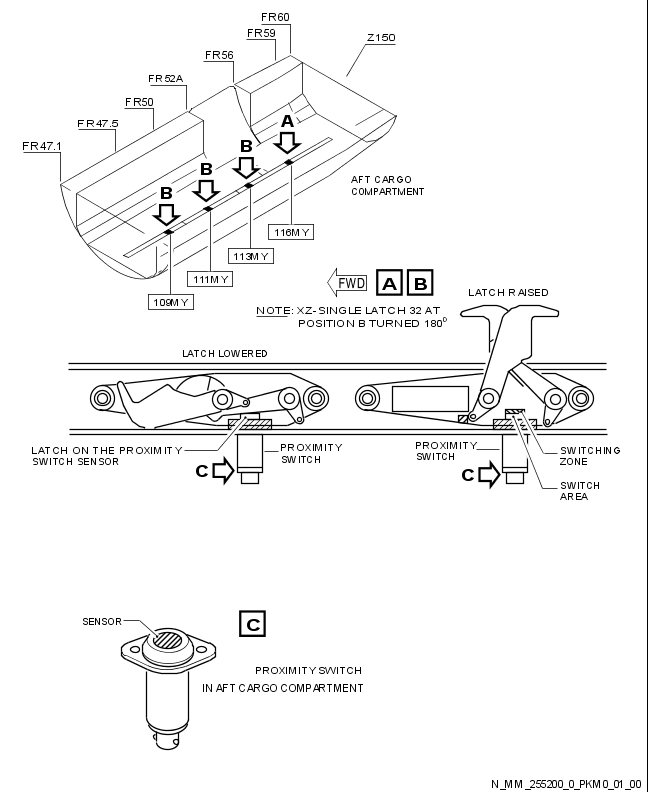 FR60
FR59
Z150
FR56
FR52A
FR50
FR47.5
FR47.1
A
B
B
B
AFT CARGO
COMPARTMENT
116MY
113MY
111MY
109MY
FWD
A B
LATCH RAISED
NOTE: XZ-SINGLE LATCH 32 AT
POSITION B TURNED 180°
LATCH LOWERED
LATCH ON THE PROXIMITY
SWITCH SENSOR
PROXIMITY
SWITCH
C
PROXIMITY
SWITCH
C
SWITCHING
ZONE
SWITCH
AREA
SENSOR
C
PROXIMITY SWITCH
IN AFT CARGO COMPARTMENT
N_MM_255200_0_PKM0_01_00